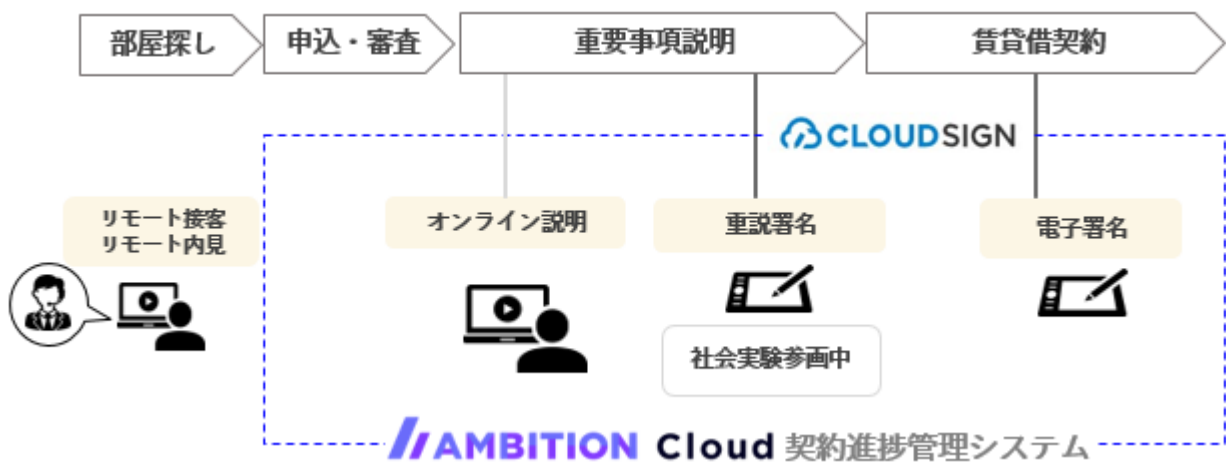 部屋探し
申込・審査
重要事項説明
賃貸借契約
CLOUDSIGN
リモート接客
リモート内見
オンライン説明
重説署名
電子署名
社会実験参画中
AMBITION Cloud 契約進捗管理システム